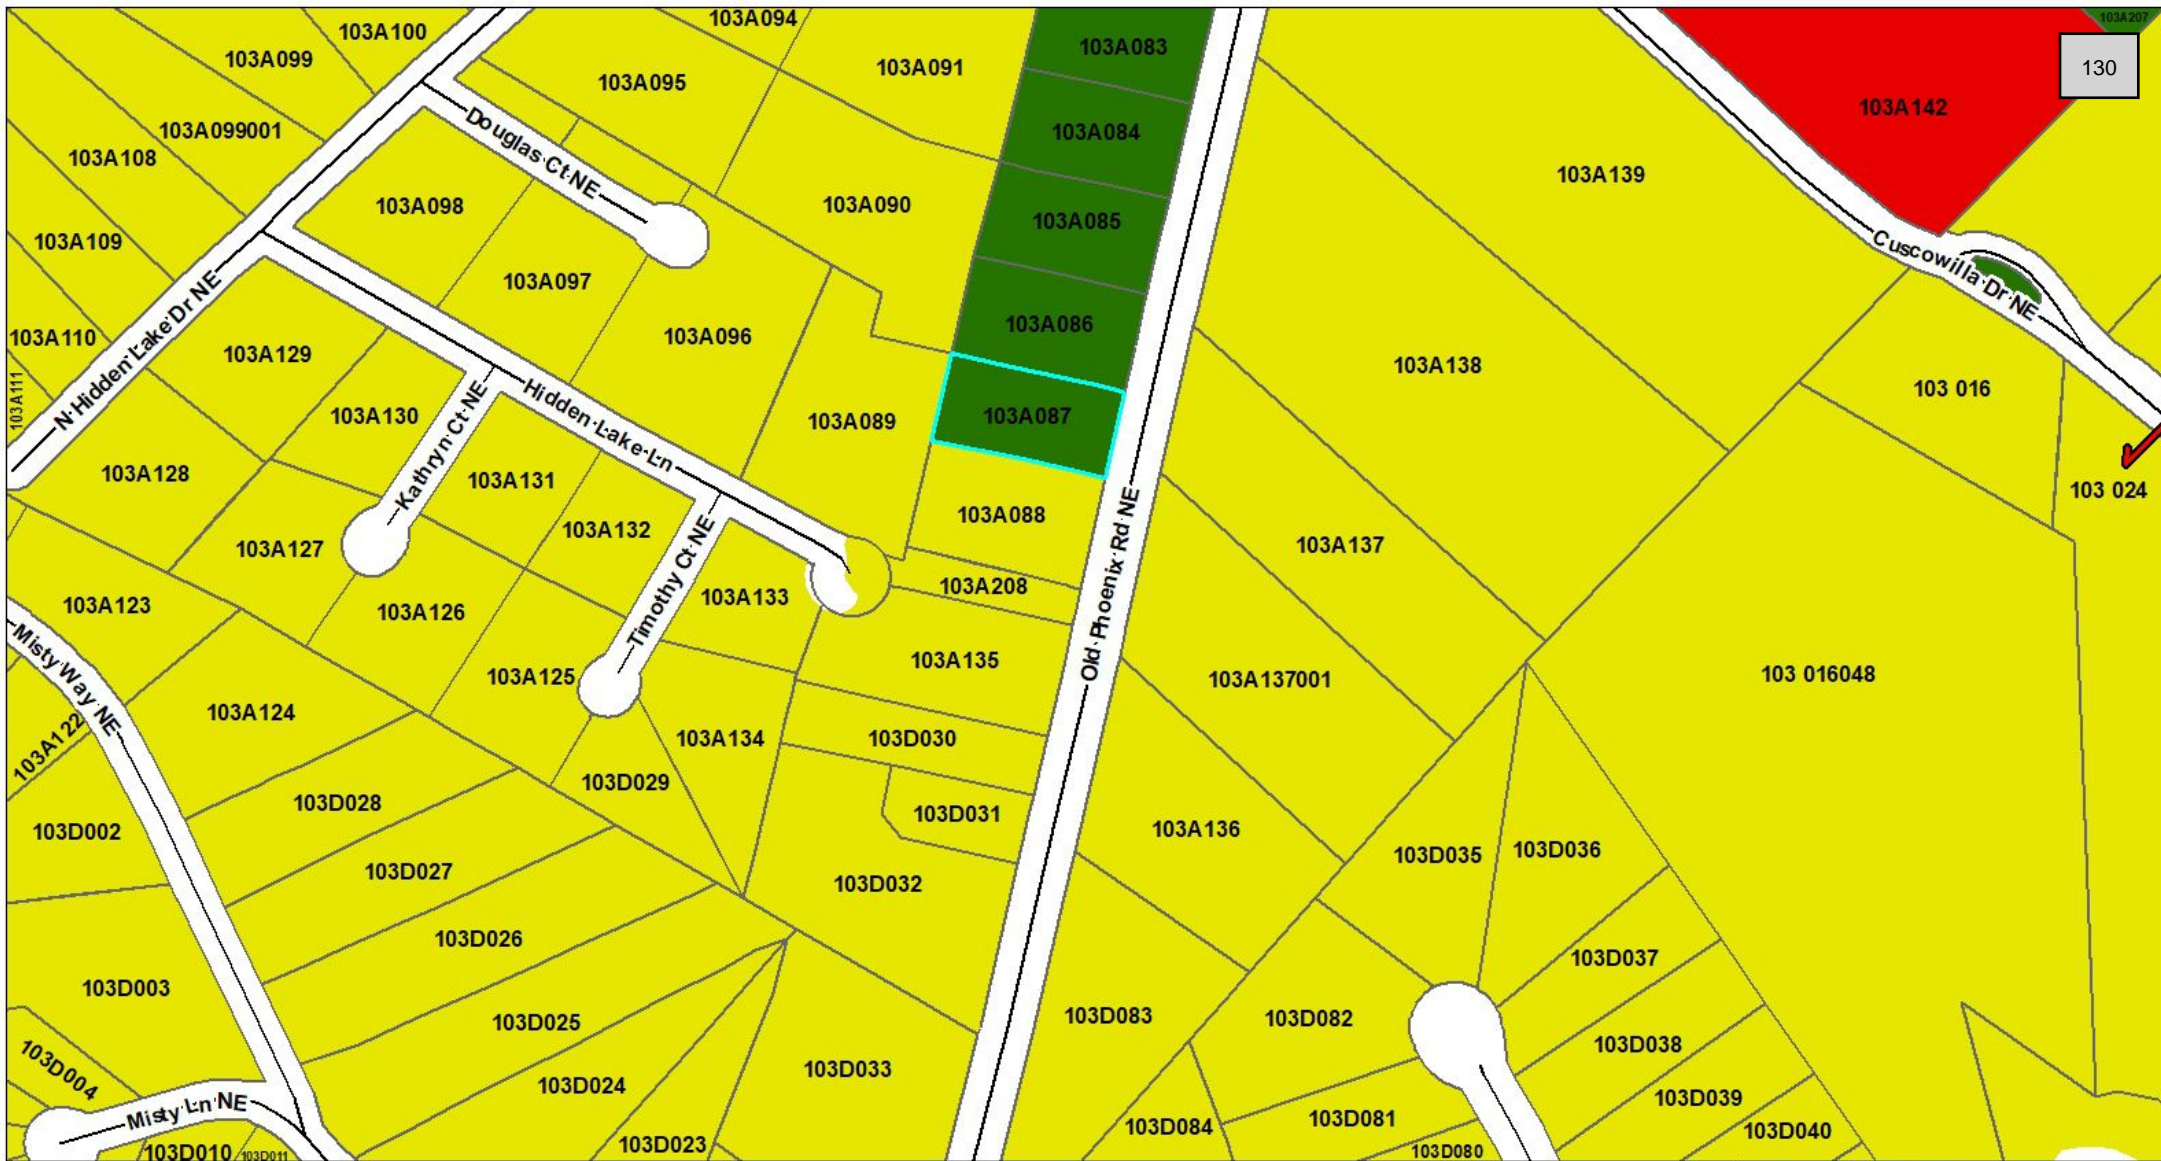 103A094
103A100
103A099
103A095
103A091
103A083
103A207
130
103A142
103A099001
103A084
103A108
Douglas Ct NE
103A139
103A098
103A090
103A085
103A109
Cuscowilla Dr NE
103A097
N Hidden Lake Dr NE
103A086
103A110
103A096
103A129
103A138
103 016
103A111
103A130
Kathryn Ct NE
Hidden Lake Ln
103A089
103A087
103A128
103A131
103 024
103A088
103A132
Timothy Ct NE
Old Phoenix Rd NE
103A127
103A137
103A208
103A133
103A123
103A126
Misty Way NE
103A135
103A125
103A137001
103 016048
103A124
103A122
103A134
103D030
103D029
103D028
103D031
103D002
103A136
103D035
103D036
103D027
103D032
103D026
103D037
103D003
103D025
103D083
103D082
103D038
103D004
103D033
103D024
103D039
Misty Ln NE
103D081
103D084
103D040
103D023
103D010
103D011
103D080